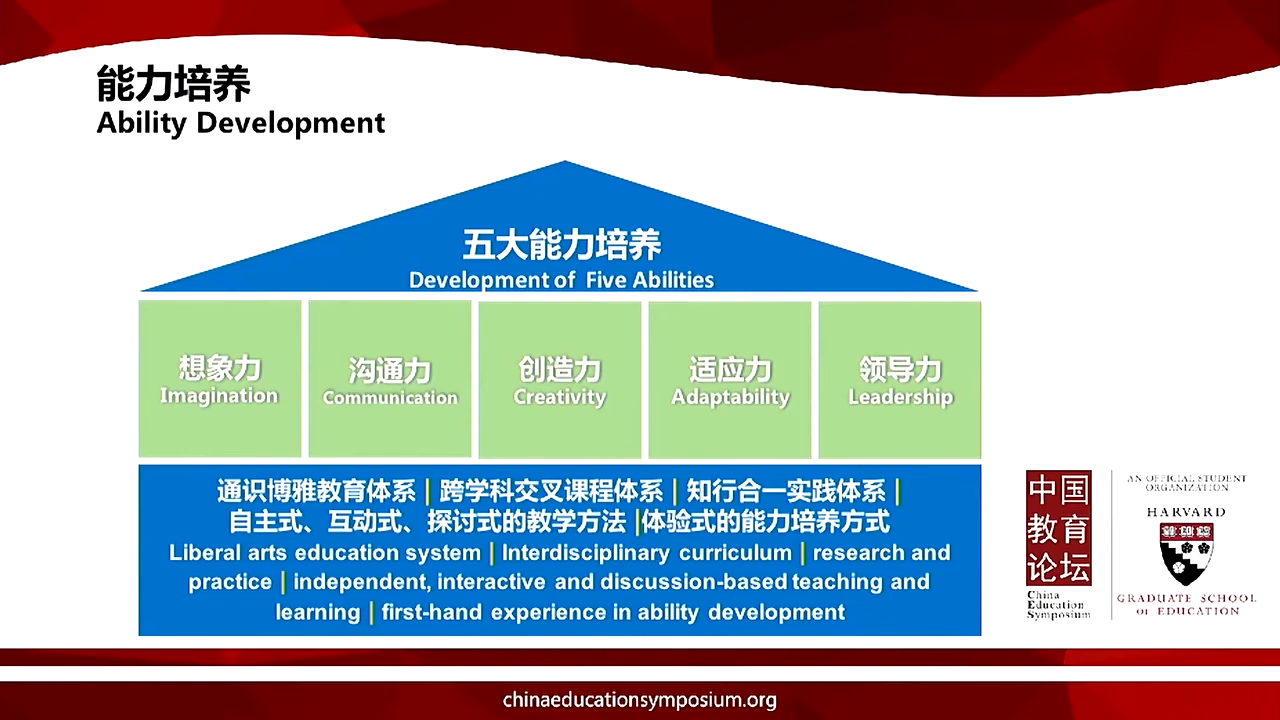 能力培养
Ability Development
五大能力培养
Development of Five Abilities
想象力
Imagination
沟通力
Communication
创造力
Creativity
适应力
Adaptability
领导力
Leadership
通识博雅教育体系 | 跨学科交叉课程体系 | 知行合一实践体系 |
自主式、互动式、探讨式的教学方法 |体验式的能力培养方式
Liberal arts education system | Interdisciplinary curriculum | research and
practice | independent, interactive and discussion-based teaching and
learning | first-hand experience in ability development
中国
教育
论坛
China
Education
Symposium
AN OFFICIAL STUDENT
ORGANIZATION
HARVARD
GRADUATE SCHOOL
OF EDUCATION
chinaeducationsymposium.org